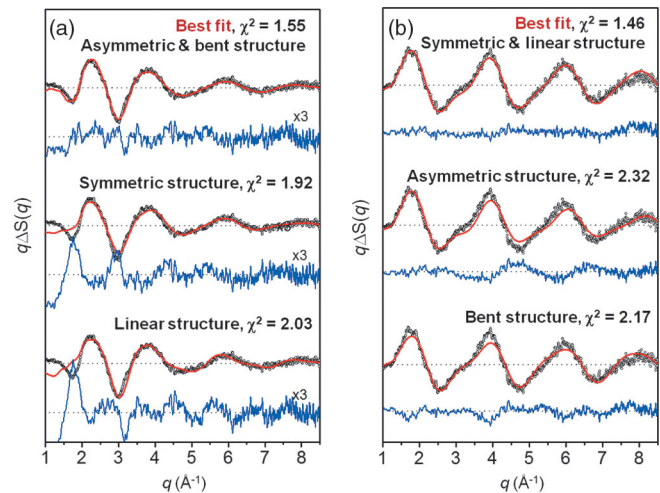 (a)
Best fit, χ² = 1.55
Asymmetric & bent structure
x3
Symmetric structure, χ² = 1.92
x3
Linear structure, χ² = 2.03
x3
1 2 3 4 5 6 7 8
q (Å⁻¹)
qΔS(q)
(b)
Best fit, χ² = 1.46
Symmetric & linear structure
Asymmetric structure, χ² = 2.32
Bent structure, χ² = 2.17
1 2 3 4 5 6 7 8
q (Å⁻¹)
qΔS(q)